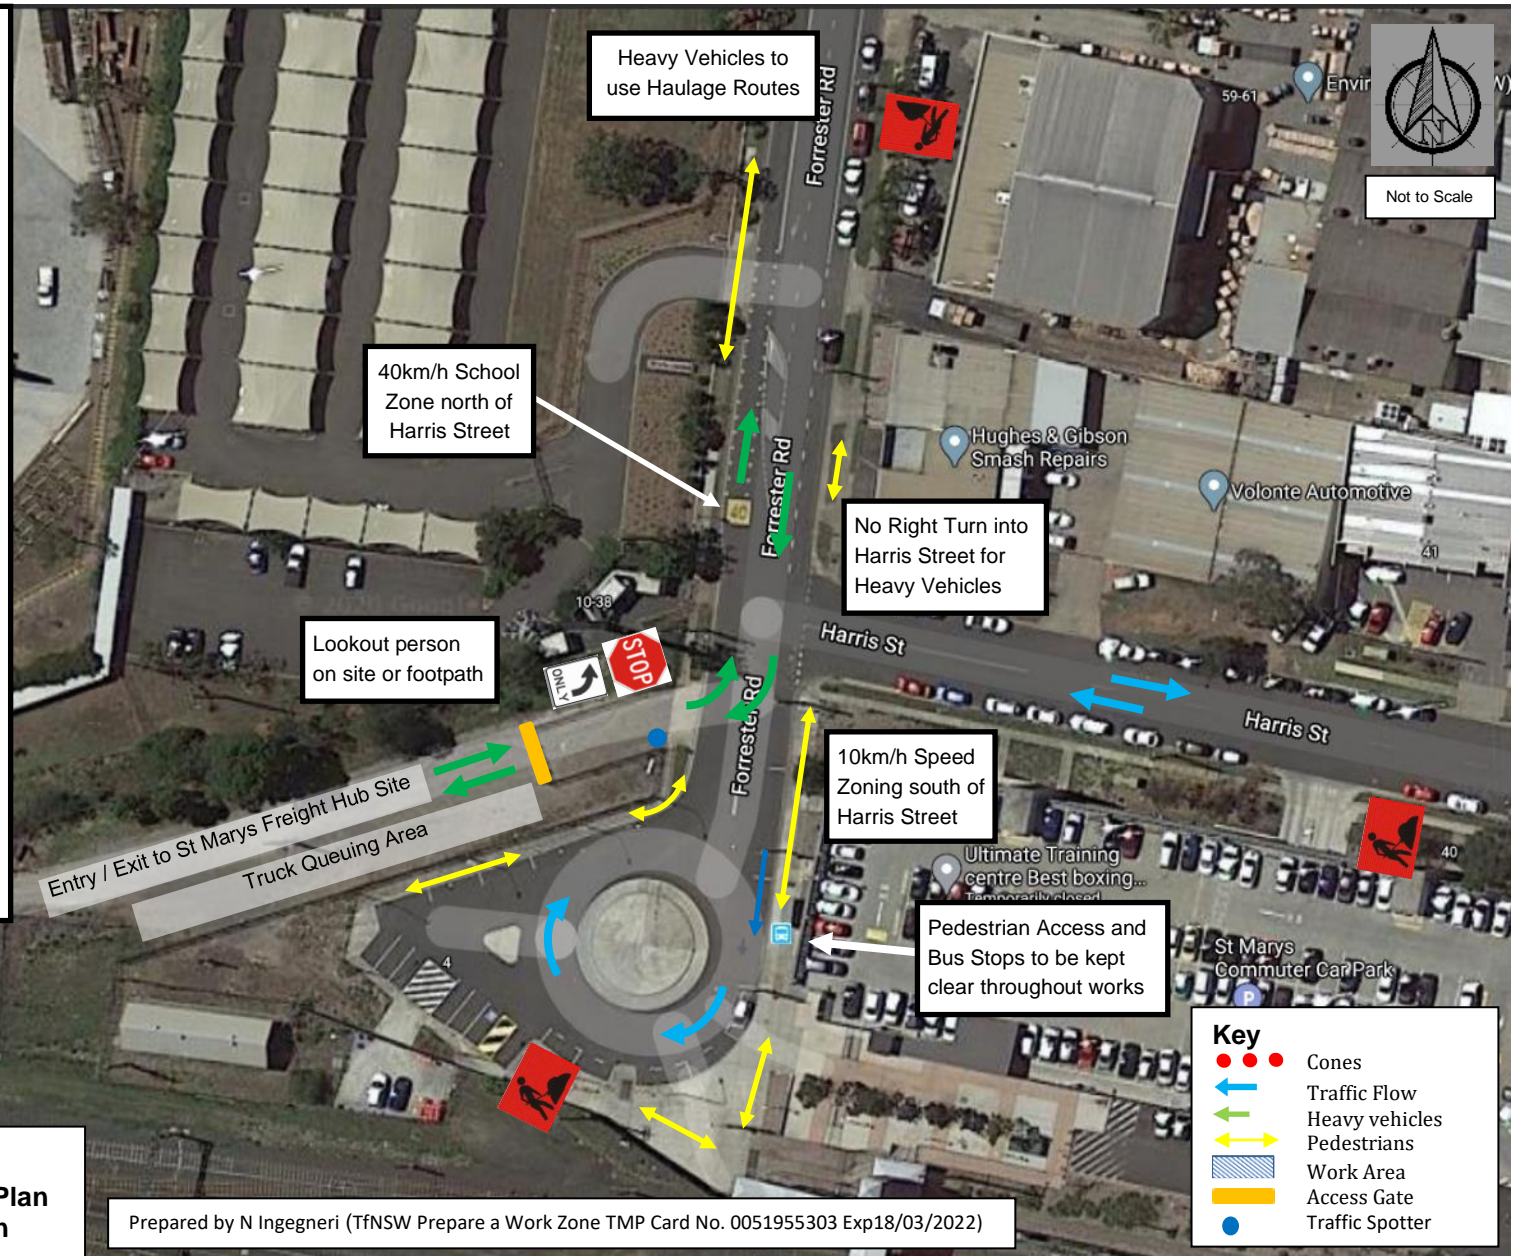 Heavy Vehicles to
use Haulage Routes
Forrester Rd
59-61
Envir
W)
N
Not to Scale
40km/h School
Zone north of
Harris Street
40
Forrester Rd
Hughes & Gibson
Smash Repairs
Volonte Automotive
41
No Right Turn into
Harris Street for
Heavy Vehicles
10-38
Lookout person
on site or footpath
ONLY
STOP
Harris St
Harris St
Forrester Rd
10km/h Speed
Zoning south of
Harris Street
Entry / Exit to St Marys Freight Hub Site
Truck Queuing Area
Ultimate Training
centre Best boxing...
Temporarily closed
40
4
Pedestrian Access and
Bus Stops to be kept
clear throughout works
St Marys
Commuter Car Park
P
Key
Cones
Traffic Flow
Heavy vehicles
Pedestrians
Work Area
Access Gate
Traffic Spotter
Plan
n
Prepared by N Ingegneri (TfNSW Prepare a Work Zone TMP Card No. 0051955303 Exp18/03/2022)